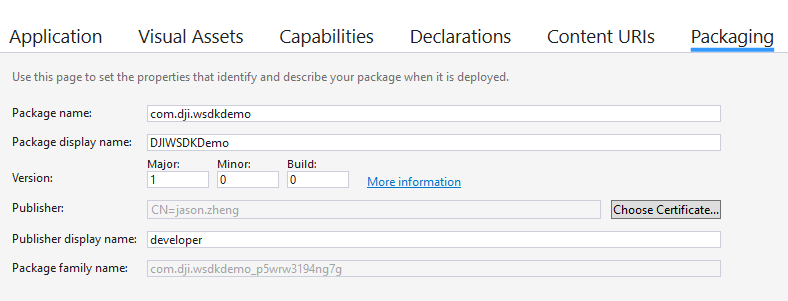 Application Visual Assets Capabilities Declarations Content URIs Packaging
Use this page to set the properties that identify and describe your package when it is deployed.
Package name: com.dji.wsdkdemo
Package display name: DJIWSDKDemo
Major: Minor: Build:
Version: 1 0 0 More information
Publisher: CN=jason.zheng Choose Certificate...
Publisher display name: developer
Package family name: com.dji.wsdkdemo_p5wrw3194ng7g